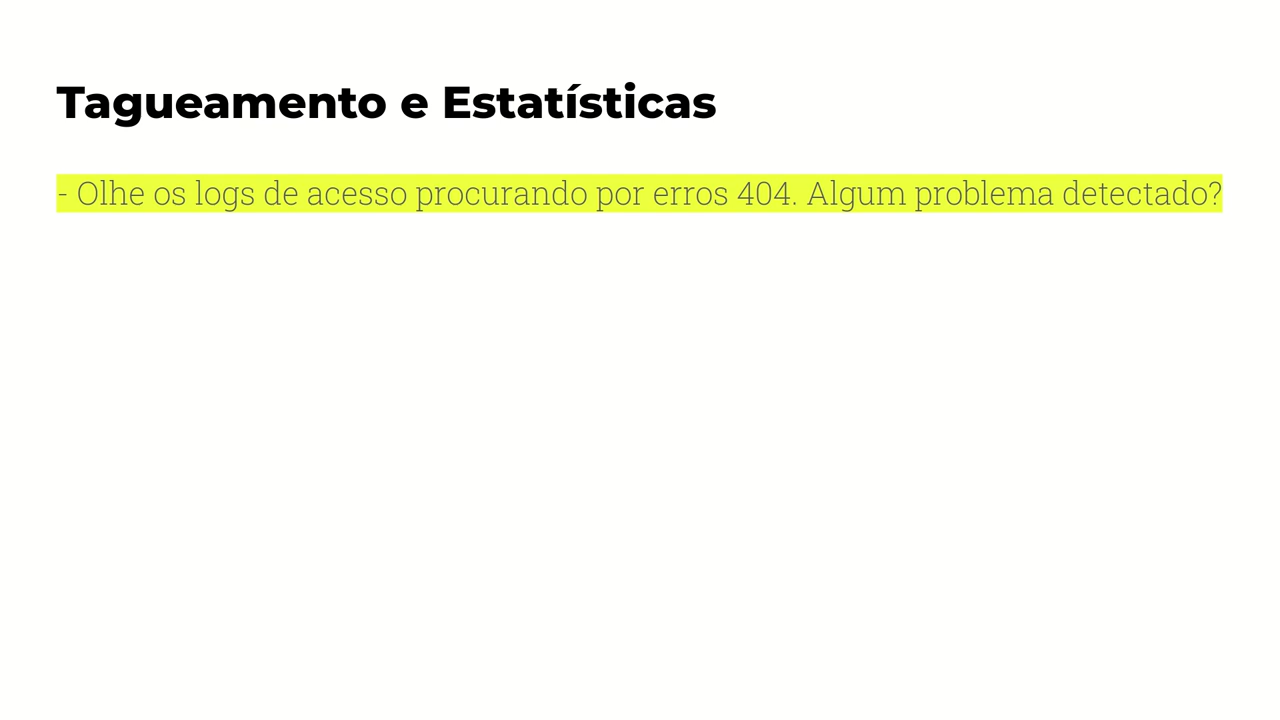 Tagueamento e Estatísticas
- Olhe os logs de acesso procurando por erros 404. Algum problema detectado?